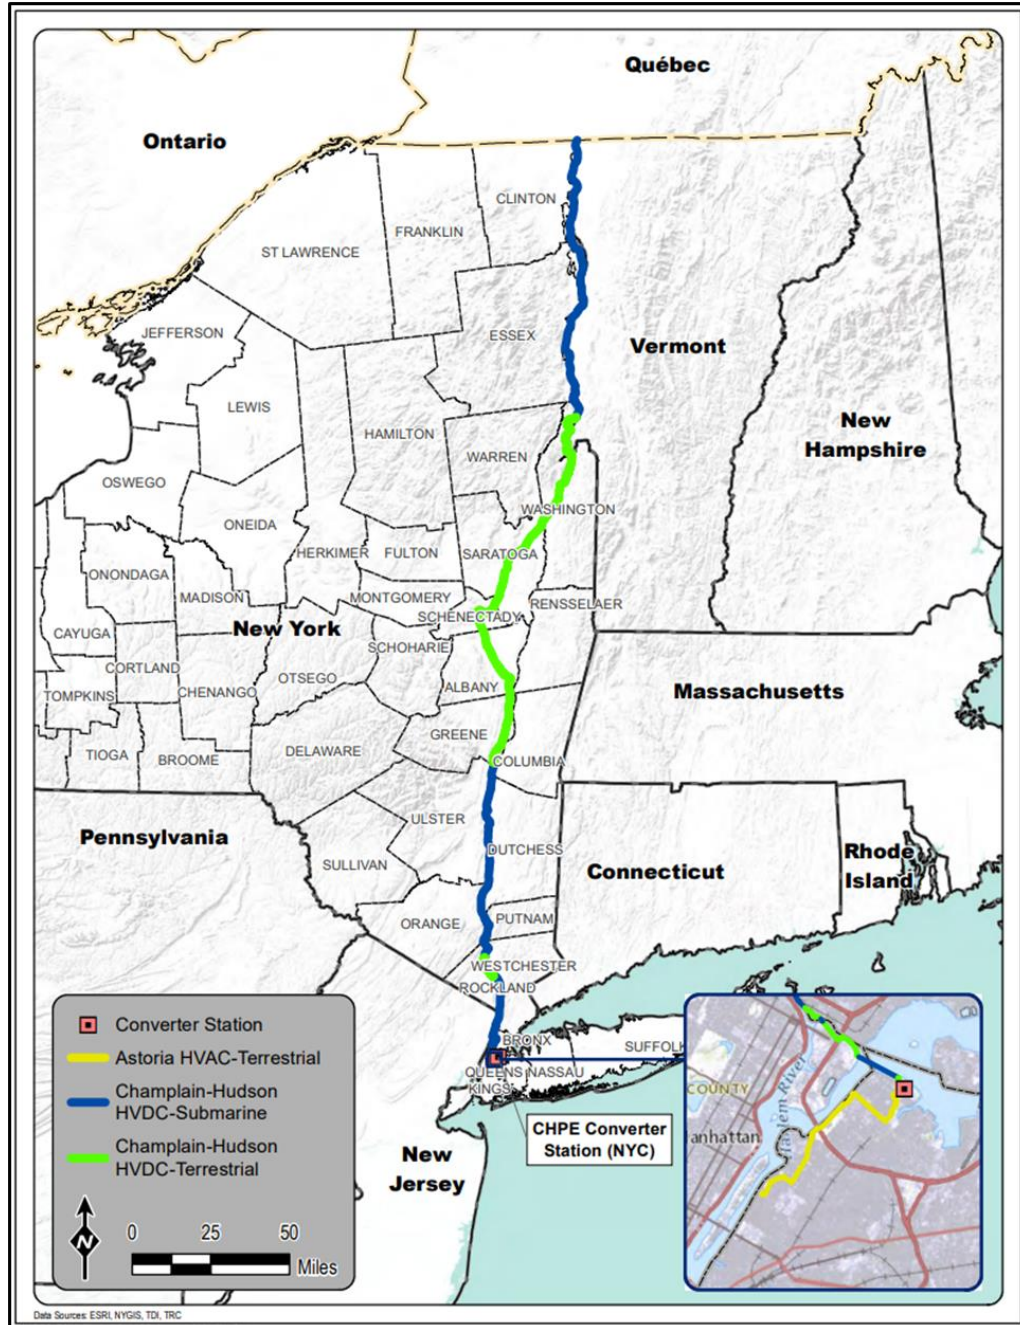 Québec
Ontario
CLINTON
FRANKLIN
ST LAWRENCE
JEFFERSON
ESSEX
Vermont
LEWIS
New
Hampshire
HAMILTON
WARREN
OSWEGO
WASHINGTON
ONEIDA
HERKIMER
FULTON
SARATOGA
ONONDAGA
MADISON
MONTGOMERY
RENSSELAER
SCHENECTADY
New York
CAYUGA
SCHOHARIE
CORTLAND
OTSEGO
ALBANY
TOMPKINS
CHENANGO
Massachusetts
GREENE
TIOGA
BROOME
DELAWARE
COLUMBIA
ULSTER
Pennsylvania
DUTCHESS
SULLIVAN
Connecticut
Rhode
Island
ORANGE
PUTNAM
WESTCHESTER
ROCKLAND
BRONX
SUFFOLK
QUEENS
NASSAU
KINGS
CHPE Converter
Station (NYC)
New
Jersey
Converter Station
Astoria HVAC-Terrestrial
Champlain-Hudson
HVDC-Submarine
Champlain-Hudson
HVDC-Terrestrial
N
0 25 50
Miles
COUNTY
River
anhattan
Data Sources: ESRI, NYGIS, TDI, TRC